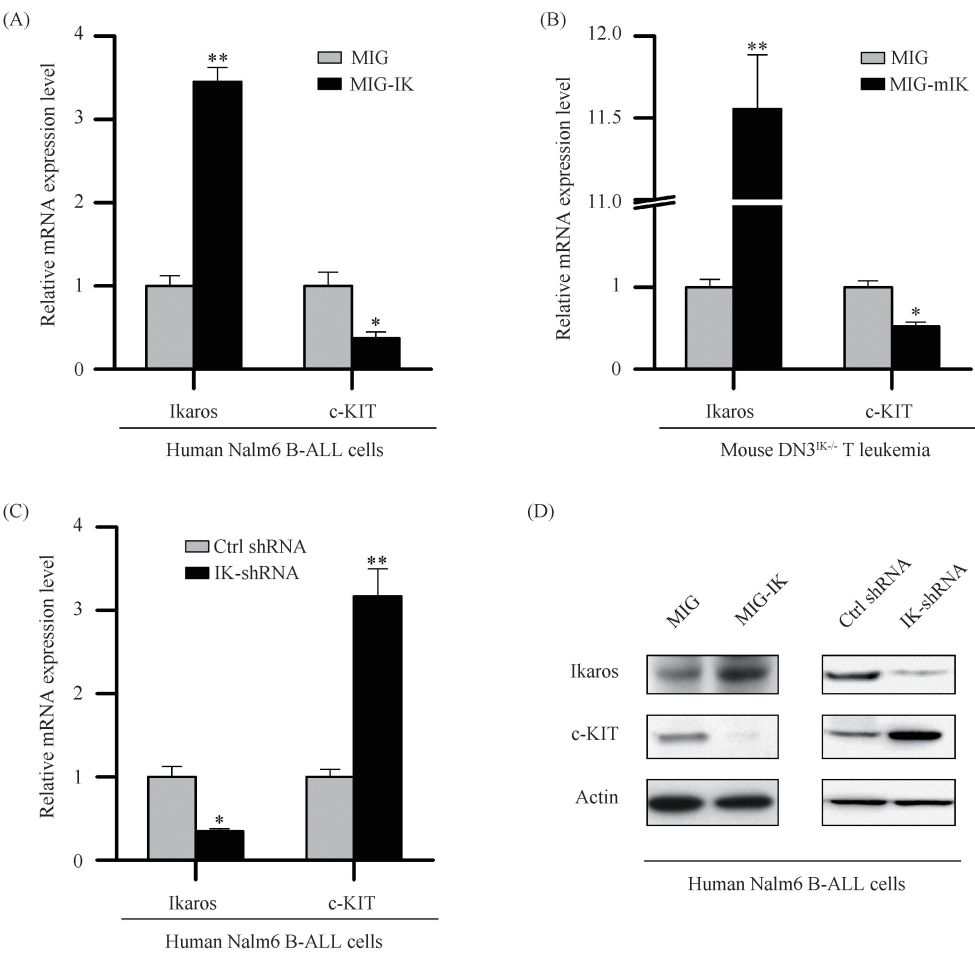 (A)
4
3
2
1
0
Relative mRNA expression level
MIG
MIG-IK
**
*
Ikaros
c-KIT
Human Nalm6 B-ALL cells
(B)
12.0
11.5
11.0
1
0
Relative mRNA expression level
MIG
MIG-mIK
**
*
Ikaros
c-KIT
Mouse DN3IK-/- T leukemia
(C)
4
3
2
1
0
Relative mRNA expression level
Ctrl shRNA
IK-shRNA
*
**
Ikaros
c-KIT
Human Nalm6 B-ALL cells
(D)
MIG
MIG-IK
Ctrl shRNA
IK-shRNA
Ikaros
c-KIT
Actin
Human Nalm6 B-ALL cells